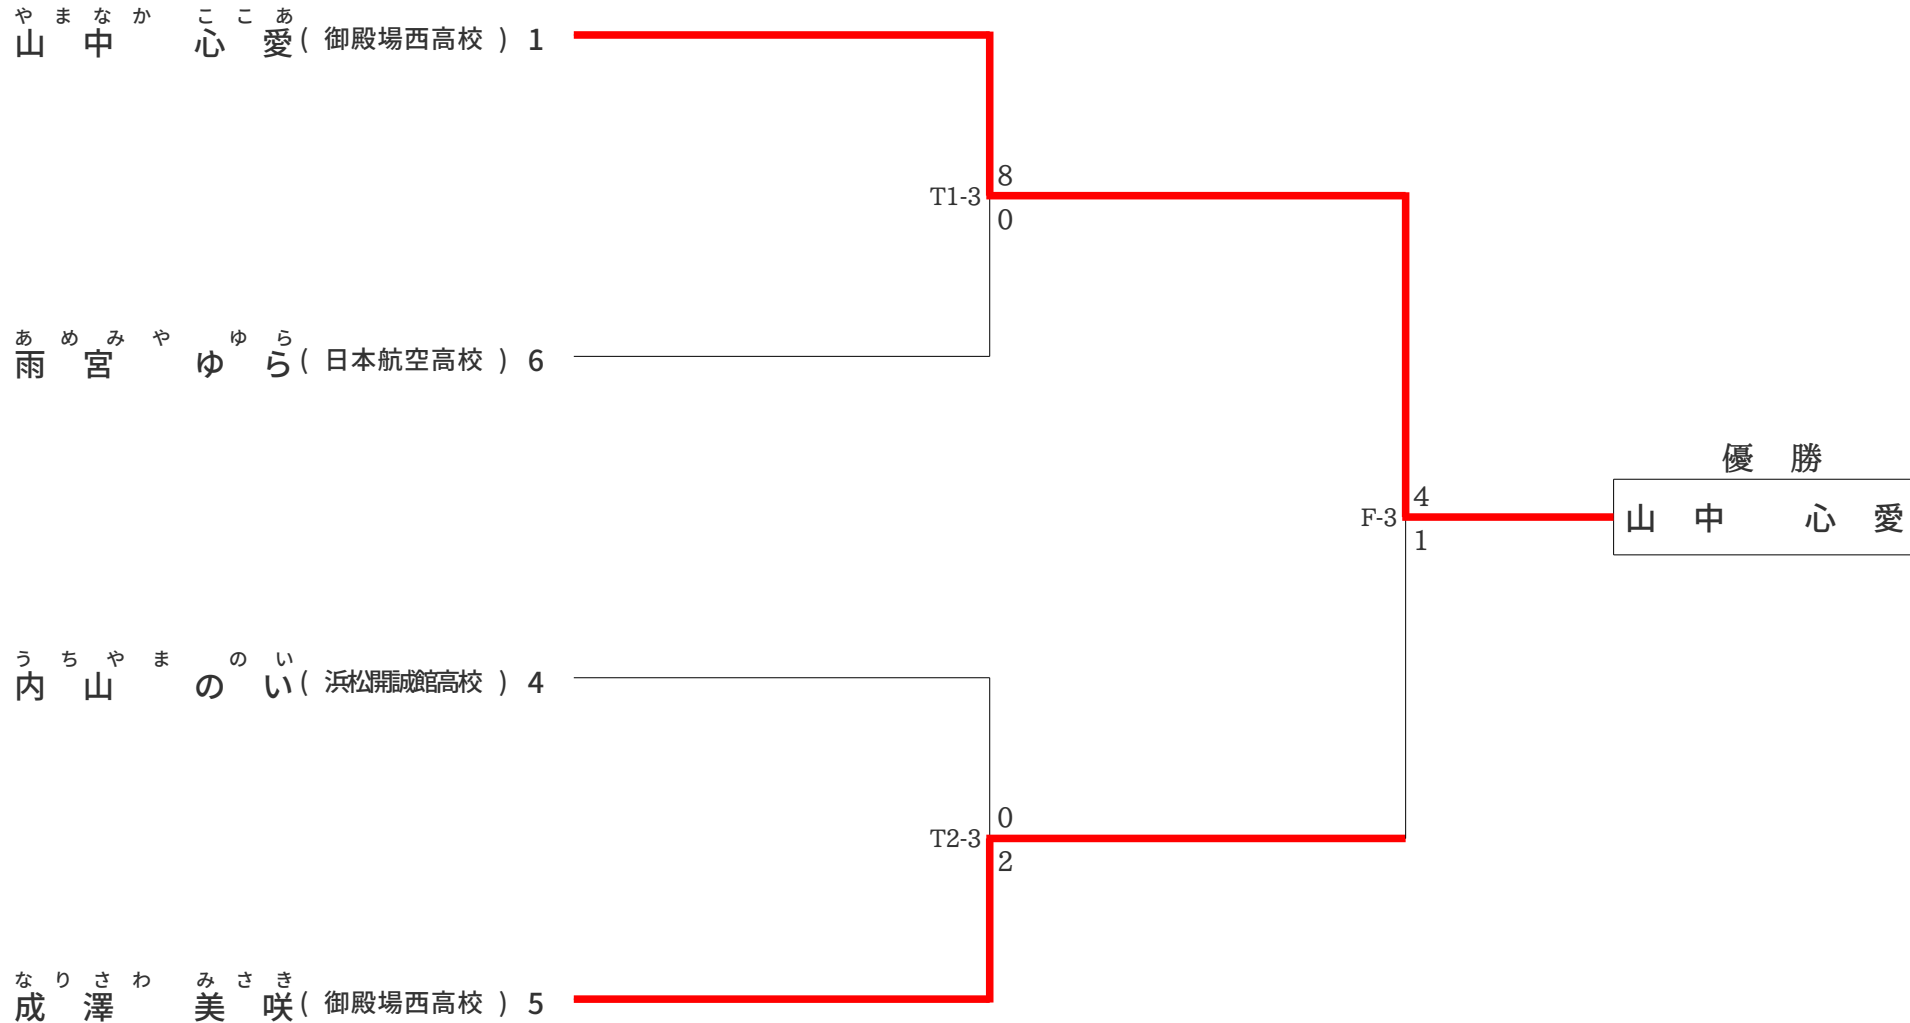 やまなか ここあ
山中 心愛 ( 御殿場西高校 ) 1
8
T1-3
0
あめみや ゆら
雨宮 ゆら ( 日本航空高校 ) 6
優勝
4
F-3
山中 心愛
1
うちやま のい
内山 のい ( 浜松開誠館高校 ) 4
0
T2-3
2
なりさわ みさき
成澤 美咲 ( 御殿場西高校 ) 5